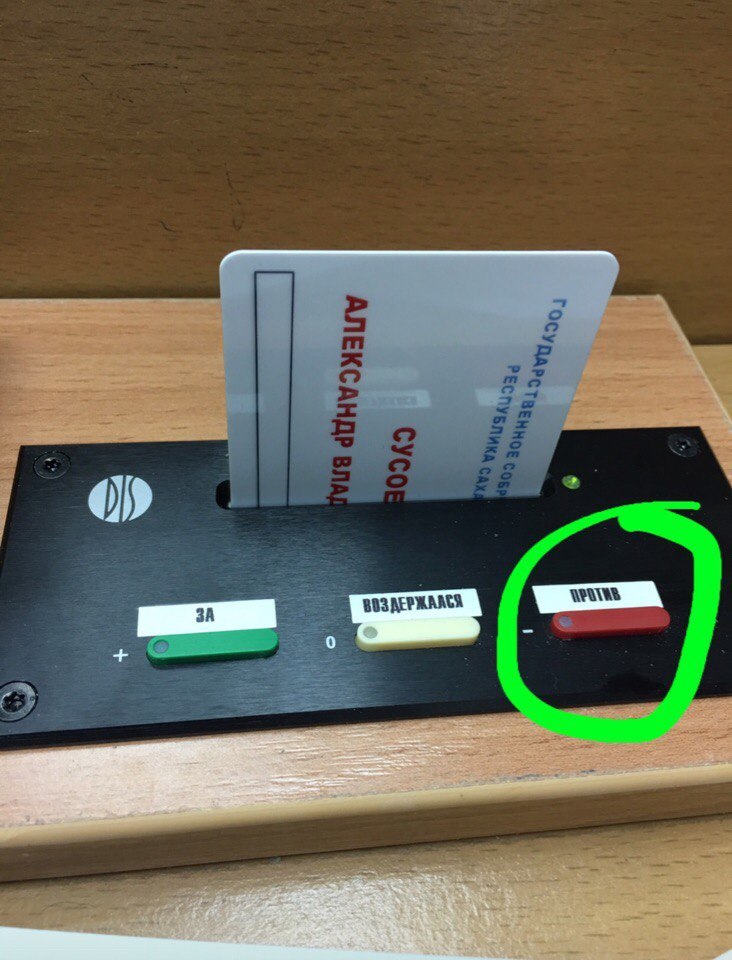 ГОСУДАРСТВЕННОЕ СОБР
РЕСПУБЛИКА САХА
СУСОЕ
АЛЕКСАНДР ВЛАД
DIS
ЗА
ВОЗДЕРЖАЛСЯ
ПРОТИВ
+
0
-